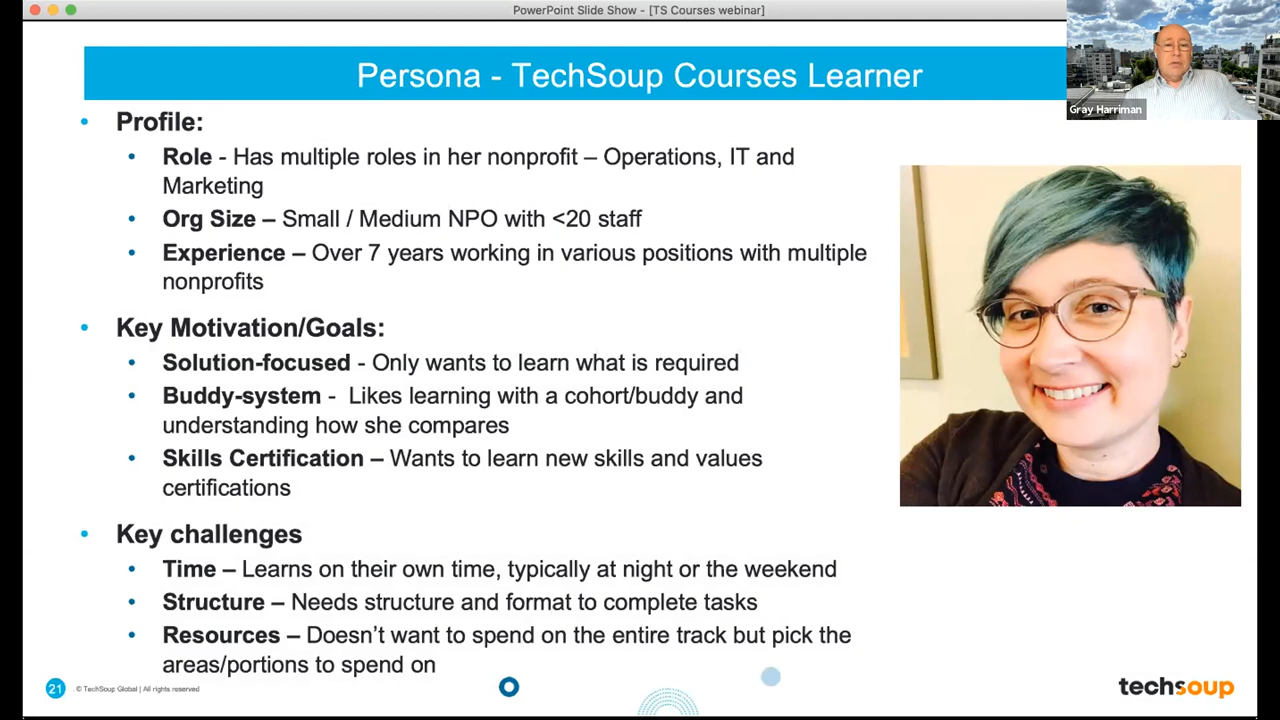 PowerPoint Slide Show - [TS Courses webinar]
Gray Harriman
Persona - TechSoup Courses Learner
• Profile:
• Role - Has multiple roles in her nonprofit – Operations, IT and
Marketing
• Org Size – Small / Medium NPO with <20 staff
• Experience – Over 7 years working in various positions with multiple
nonprofits
• Key Motivation/Goals:
• Solution-focused - Only wants to learn what is required
• Buddy-system - Likes learning with a cohort/buddy and
understanding how she compares
• Skills Certification – Wants to learn new skills and values
certifications
• Key challenges
• Time – Learns on their own time, typically at night or the weekend
• Structure – Needs structure and format to complete tasks
• Resources – Doesn’t want to spend on the entire track but pick the
areas/portions to spend on
21 . © TechSoup Global | All rights reserved
techsoup